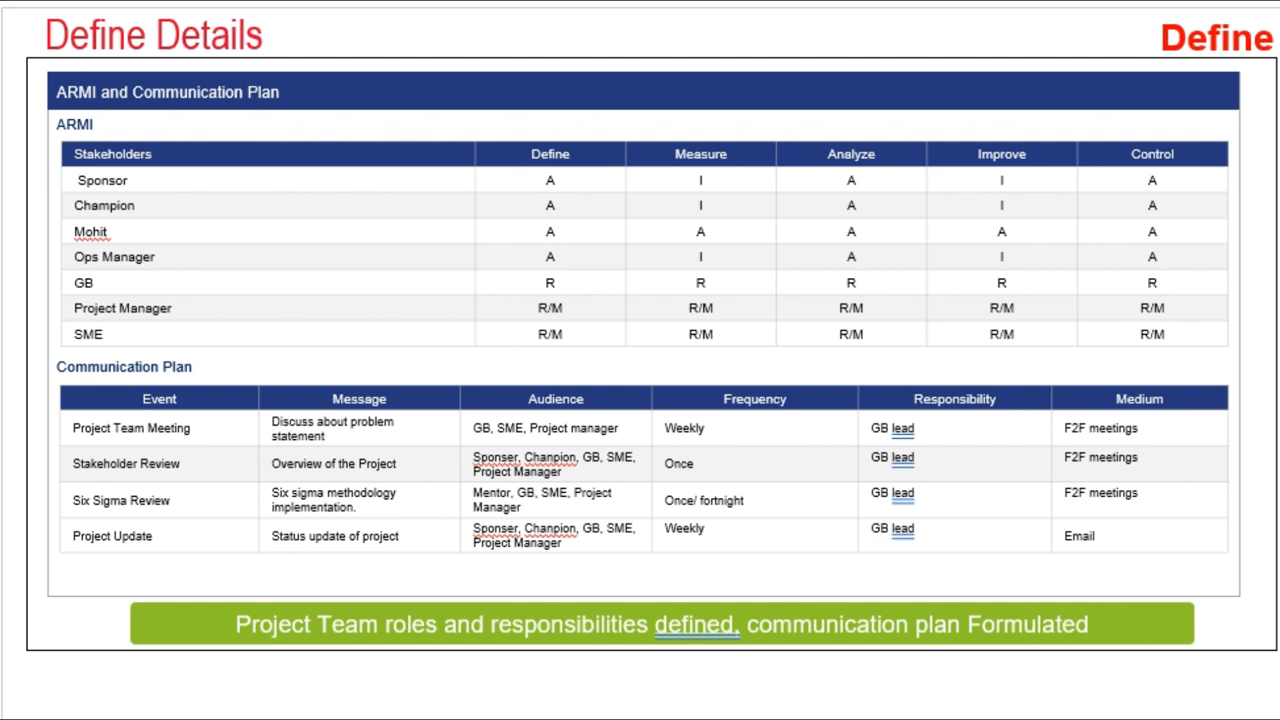 Define Details
Define
ARMI and Communication Plan
ARMI
Stakeholders Define Measure Analyze Improve Control
Sponsor A I A I A
Champion A I A I A
Mohit A A A A A
Ops Manager A I A I A
GB R R R R R
Project Manager R/M R/M R/M R/M R/M
SME R/M R/M R/M R/M R/M
Communication Plan
Event Message Audience Frequency Responsibility Medium
Project Team Meeting Discuss about problem statement GB, SME, Project manager Weekly GB lead F2F meetings
Stakeholder Review Overview of the Project Sponser, Chanpion, GB, SME, Project Manager Once GB lead F2F meetings
Six Sigma Review Six sigma methodology implementation. Mentor, GB, SME, Project Manager Once/ fortnight GB lead F2F meetings
Project Update Status update of project Sponser, Chanpion, GB, SME, Project Manager Weekly GB lead Email
Project Team roles and responsibilities defined, communication plan Formulated